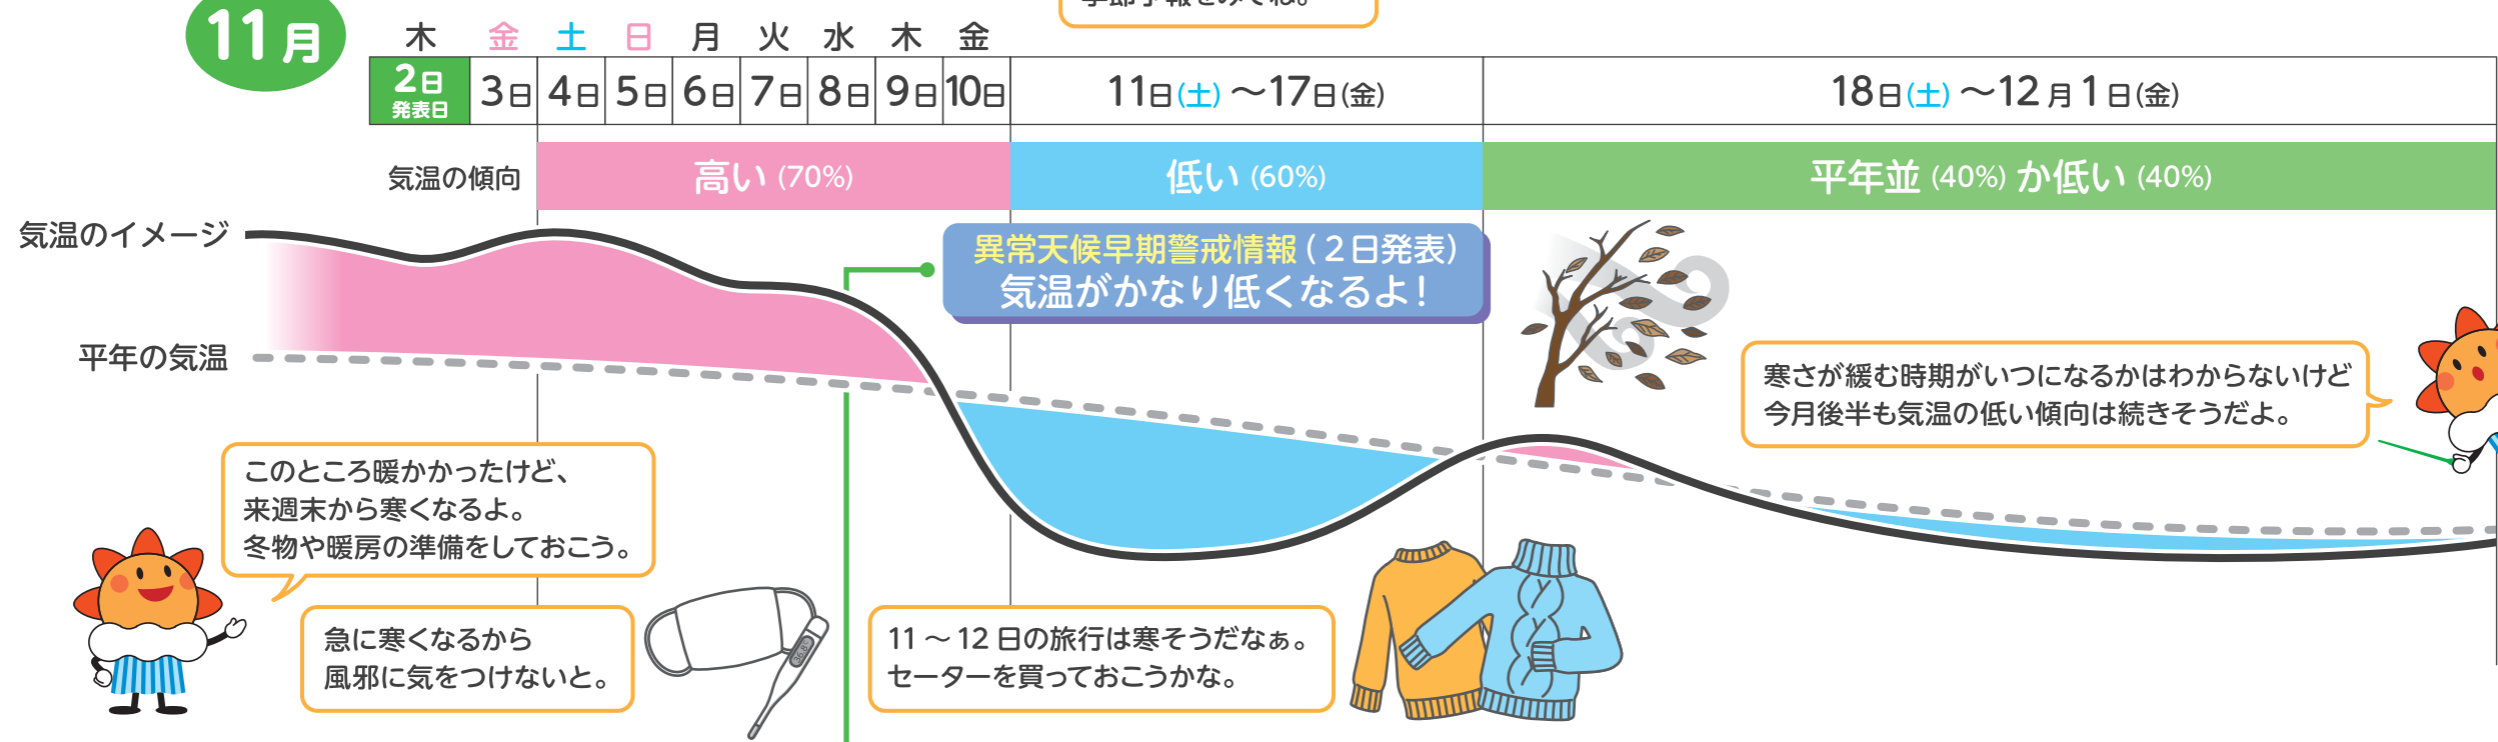 季節予報をみてね。
11月
木 金 土 日 月 火 水 木 金
2日 3日 4日 5日 6日 7日 8日 9日 10日 11日(土)～17日(金) 18日(土)～12月1日(金)
発表日
気温の傾向 高い(70%) 低い(60%) 平年並(40%)か低い(40%)
気温のイメージ
異常天候早期警戒情報(2日発表)
気温がかなり低くなるよ!
平年の気温
寒さが緩む時期がいつになるかはわからないけど
今月後半も気温の低い傾向は続きそうだよ。
このところ暖かかったけど、
来週末から寒くなるよ。
冬物や暖房の準備をしておこう。
急に寒くなるから
風邪に気をつけないと。
36.8
11～12日の旅行は寒そうだなぁ。
セーターを買っておこうかな。